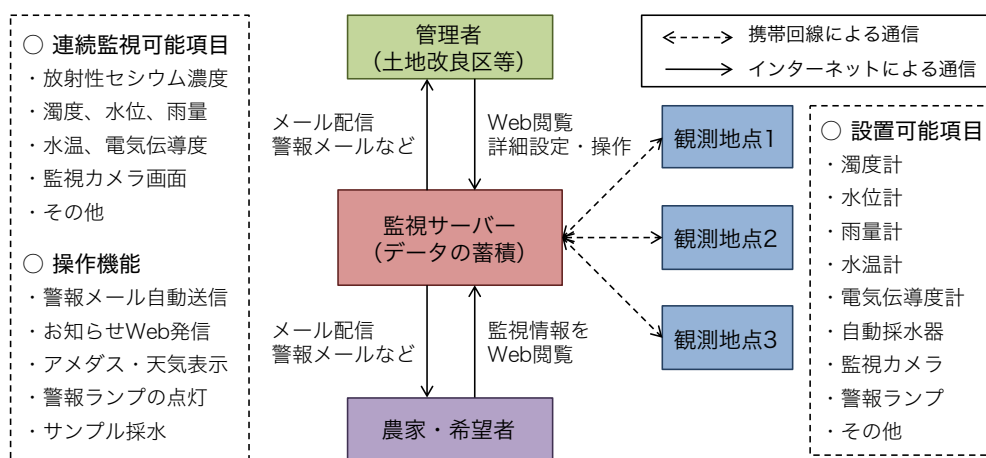 ○ 連続監視可能項目
・放射性セシウム濃度
・濁度、水位、雨量
・水温、電気伝導度
・監視カメラ画面
・その他
○ 操作機能
・警報メール自動送信
・お知らせWeb発信
・アメダス・天気表示
・警報ランプの点灯
・サンプル採水
管理者
（土地改良区等）
メール配信
警報メールなど
Web閲覧
詳細設定・操作
監視サーバー
（データの蓄積）
メール配信
警報メールなど
監視情報を
Web閲覧
農家・希望者
携帯回線による通信
インターネットによる通信
観測地点1
観測地点2
観測地点3
○ 設置可能項目
・濁度計
・水位計
・雨量計
・水温計
・電気伝導度計
・自動採水器
・監視カメラ
・警報ランプ
・その他